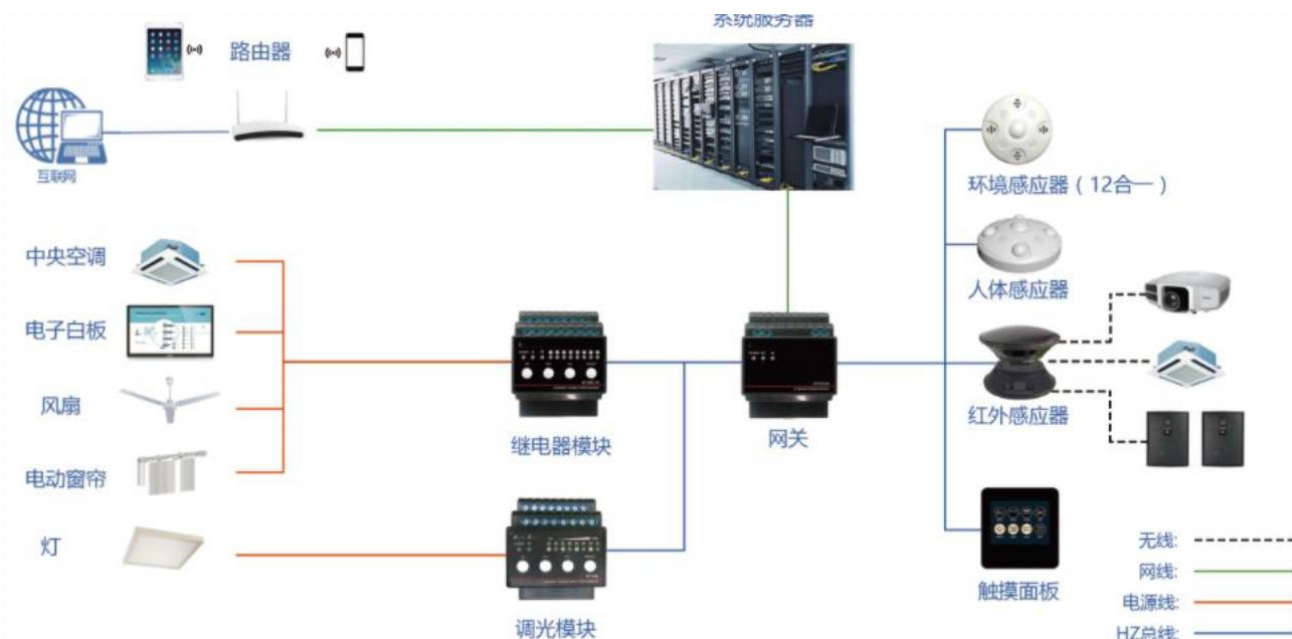 系统服务器
路由器
互联网
环境感应器（12合一）
中央空调
人体感应器
电子白板
风扇
继电器模块
网关
红外感应器
电动窗帘
灯
触摸面板
无线:
网线:
电源线:
调光模块
HZ总线: